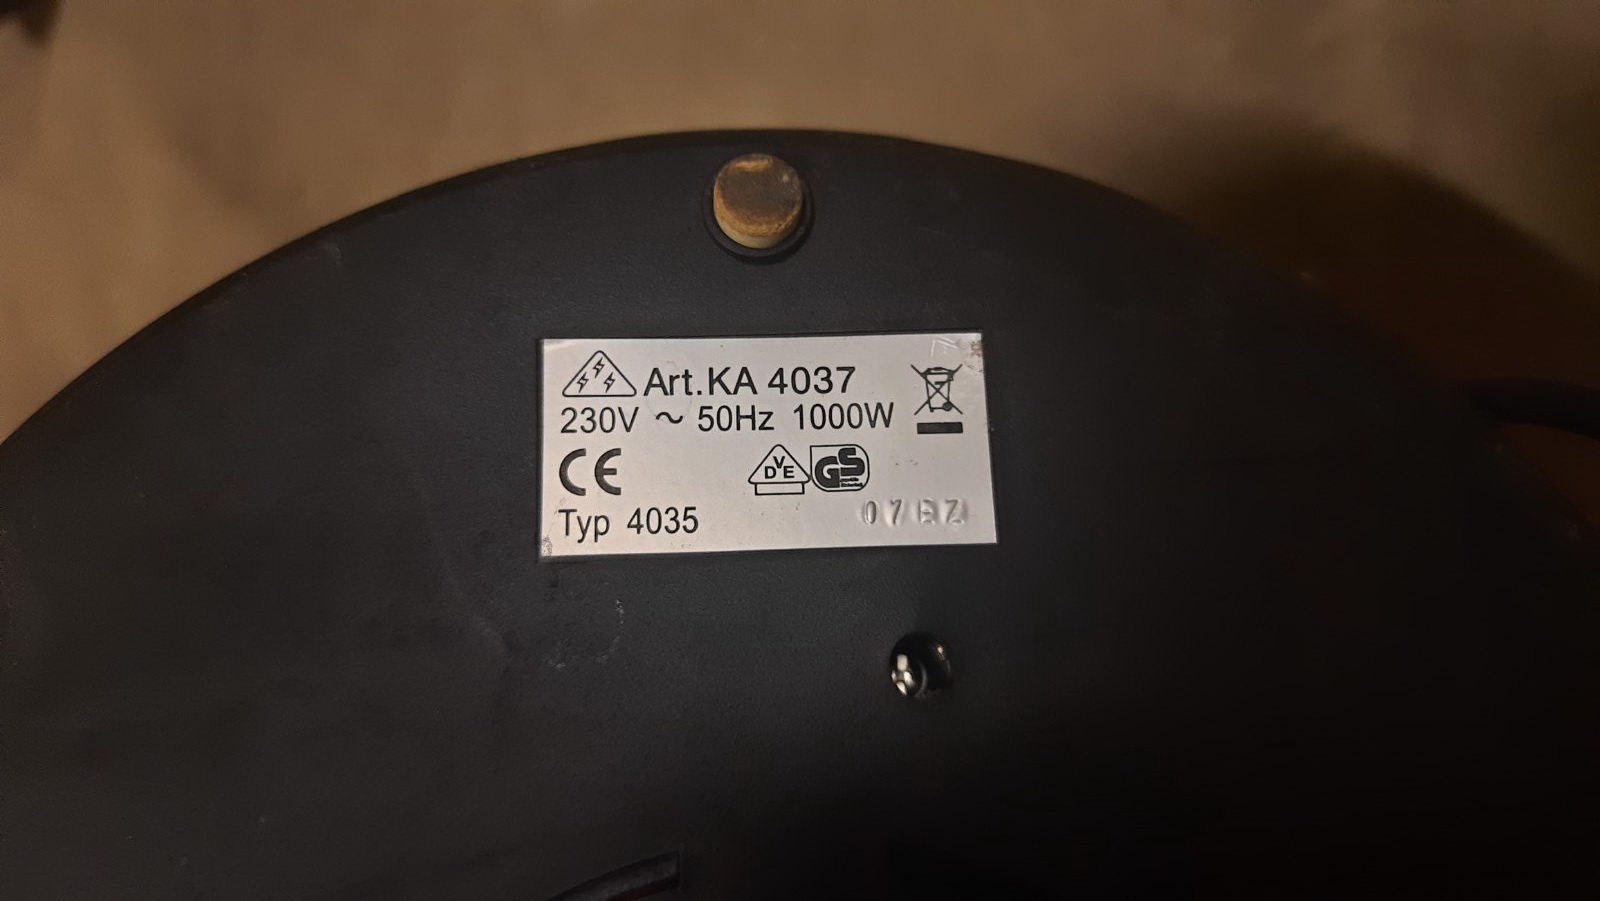 Art.KA 4037
230V ~ 50Hz 1000W
CE
VDE GS
Typ 4035
07EZ